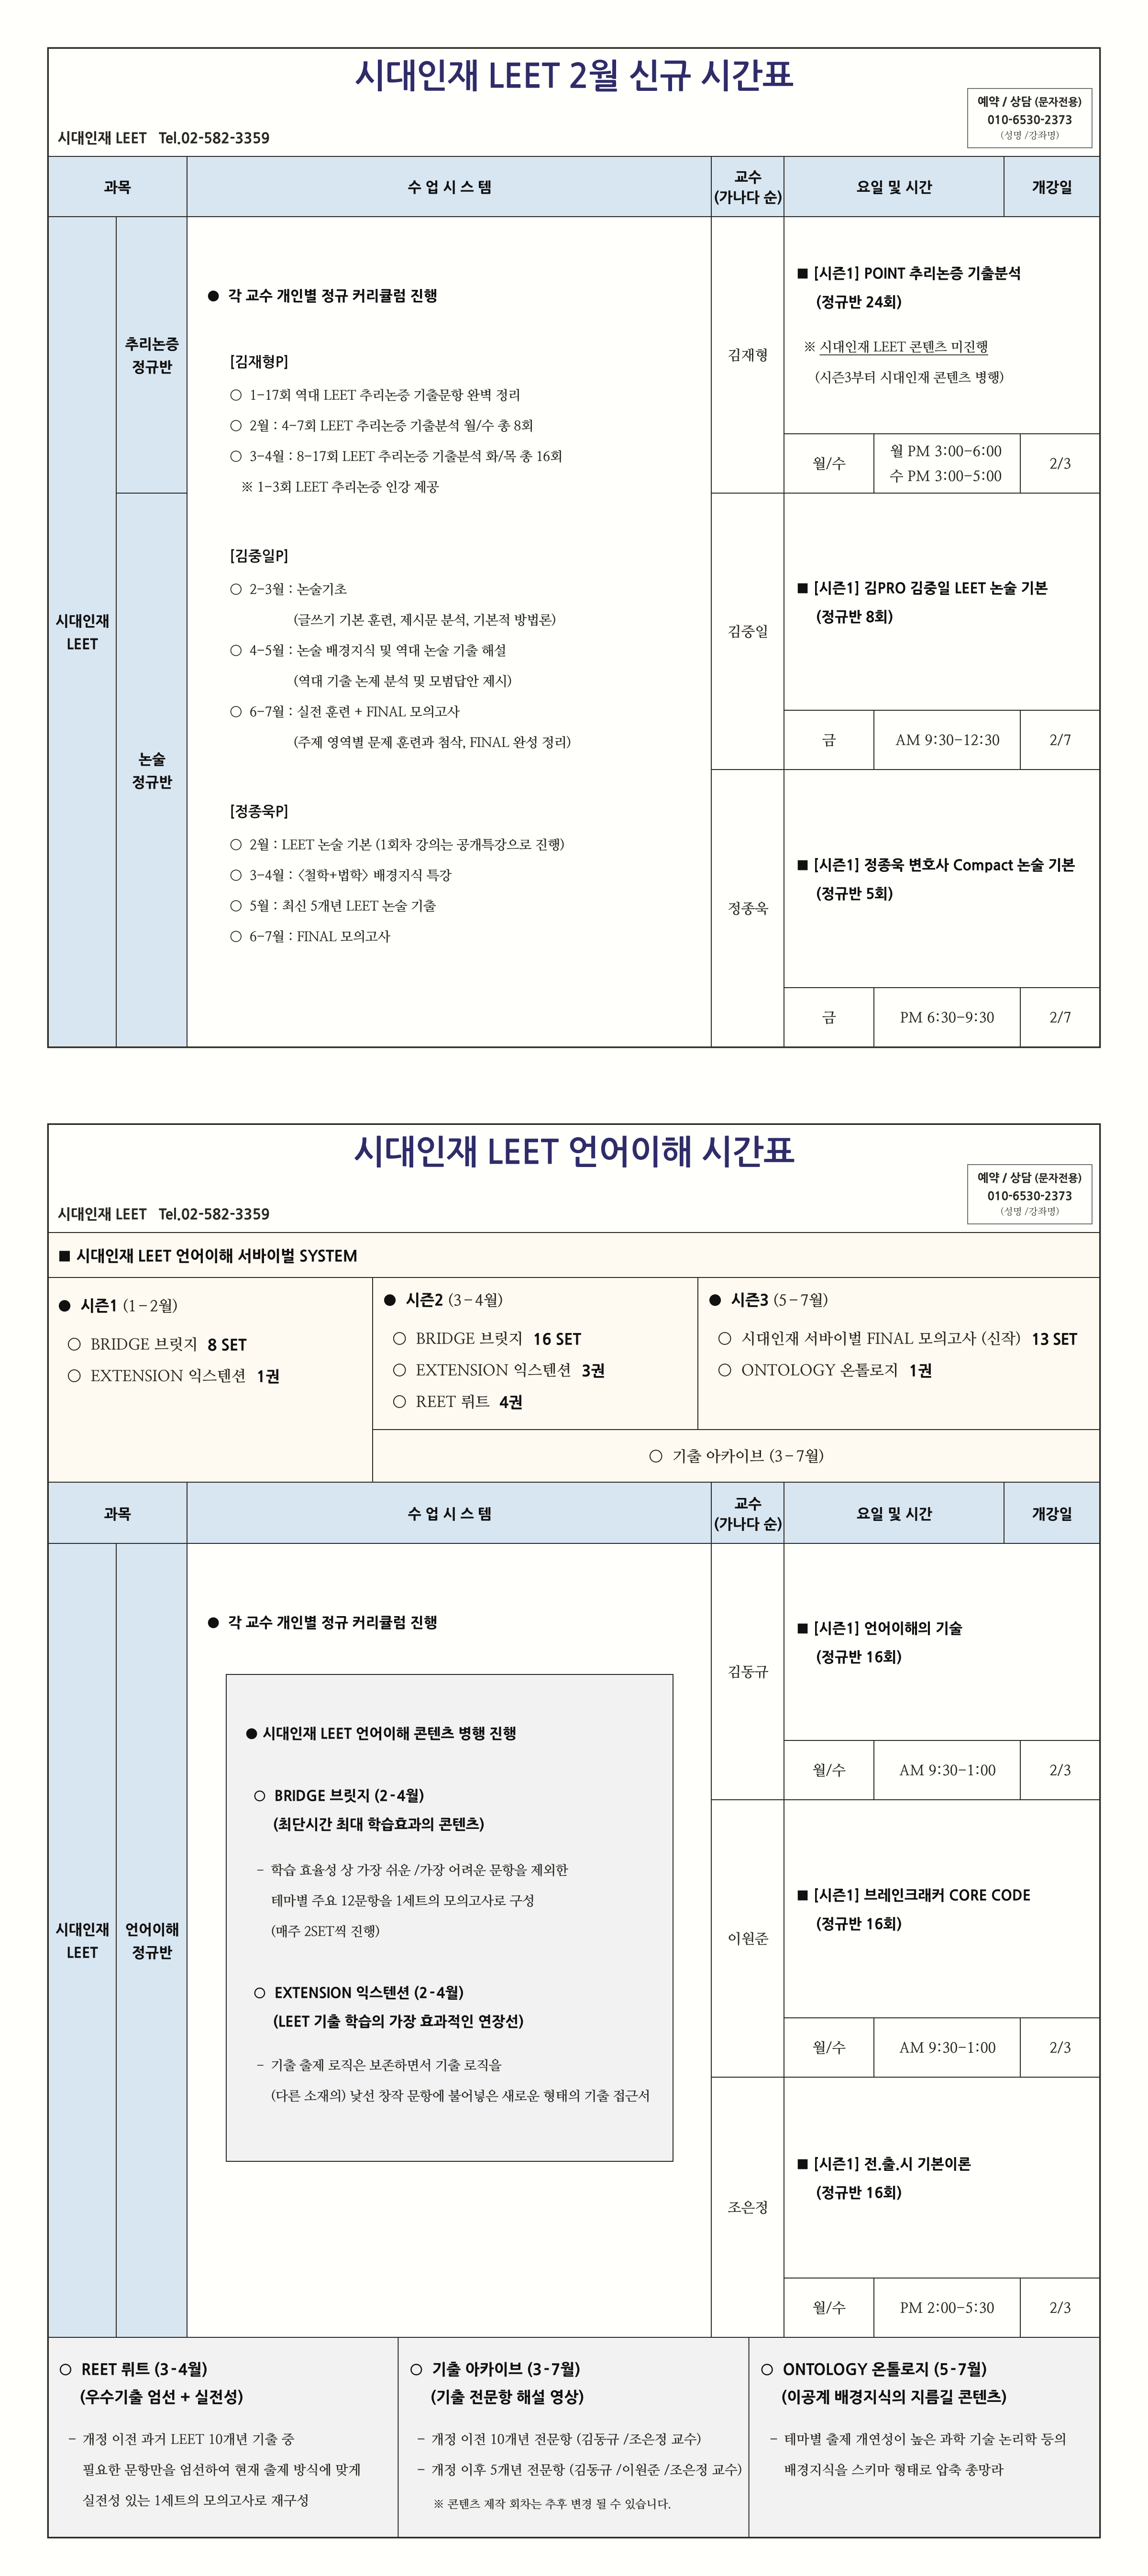 시대인재 LEET 2월 신규 시간표
예약 / 상담 (문자전용)
010-6530-2373
(성명 /강좌명)
시대인재 LEET Tel.02-582-3359
과목
수 업 시 스 템
교수
(가나다 순)
요일 및 시간
개강일
시대인재
LEET
추리논증
정규반
논술
정규반
● 각 교수 개인별 정규 커리큘럼 진행
[김재형P]
○ 1-17회 역대 LEET 추리논증 기출문항 완벽 정리
○ 2월 : 4-7회 LEET 추리논증 기출분석 월/수 총 8회
○ 3-4월 : 8-17회 LEET 추리논증 기출분석 화/목 총 16회
※ 1-3회 LEET 추리논증 인강 제공
[김중일P]
○ 2-3월 : 논술기초
(글쓰기 기본 훈련, 제시문 분석, 기본적 방법론)
○ 4-5월 : 논술 배경지식 및 역대 논술 기출 해설
(역대 기출 논제 분석 및 모범답안 제시)
○ 6-7월 : 실전 훈련 + FINAL 모의고사
(주제 영역별 문제 훈련과 첨삭, FINAL 완성 정리)
[정종욱P]
○ 2월 : LEET 논술 기본 (1회차 강의는 공개특강으로 진행)
○ 3-4월 : <철학+법학> 배경지식 특강
○ 5월 : 최신 5개년 LEET 논술 기출
○ 6-7월 : FINAL 모의고사
김재형
■ [시즌1] POINT 추리논증 기출분석
(정규반 24회)
※ 시대인재 LEET 콘텐츠 미진행
(시즌3부터 시대인재 콘텐츠 병행)
월/수
월 PM 3:00-6:00
수 PM 3:00-5:00
2/3
김중일
■ [시즌1] 김PRO 김중일 LEET 논술 기본
(정규반 8회)
금
AM 9:30-12:30
2/7
정종욱
■ [시즌1] 정종욱 변호사 Compact 논술 기본
(정규반 5회)
금
PM 6:30-9:30
2/7
시대인재 LEET 언어이해 시간표
예약 / 상담 (문자전용)
010-6530-2373
(성명 /강좌명)
시대인재 LEET Tel.02-582-3359
■ 시대인재 LEET 언어이해 서바이벌 SYSTEM
● 시즌1 (1-2월)
○ BRIDGE 브릿지 8 SET
○ EXTENSION 익스텐션 1권
● 시즌2 (3-4월)
○ BRIDGE 브릿지 16 SET
○ EXTENSION 익스텐션 3권
○ REET 뤼트 4권
● 시즌3 (5-7월)
○ 시대인재 서바이벌 FINAL 모의고사 (신작) 13 SET
○ ONTOLOGY 온톨로지 1권
○ 기출 아카이브 (3-7월)
과목
수 업 시 스 템
교수
(가나다 순)
요일 및 시간
개강일
시대인재
LEET
언어이해
정규반
● 각 교수 개인별 정규 커리큘럼 진행
● 시대인재 LEET 언어이해 콘텐츠 병행 진행
○ BRIDGE 브릿지 (2-4월)
(최단시간 최대 학습효과의 콘텐츠)
- 학습 효율성 상 가장 쉬운 /가장 어려운 문항을 제외한
테마별 주요 12문항을 1세트의 모의고사로 구성
(매주 2SET씩 진행)
○ EXTENSION 익스텐션 (2-4월)
(LEET 기출 학습의 가장 효과적인 연장선)
- 기출 출제 로직은 보존하면서 기출 로직을
(다른 소재의) 낯선 창작 문항에 불어넣은 새로운 형태의 기출 접근서
김동규
■ [시즌1] 언어이해의 기술
(정규반 16회)
월/수
AM 9:30-1:00
2/3
이원준
■ [시즌1] 브레인크래커 CORE CODE
(정규반 16회)
월/수
AM 9:30-1:00
2/3
조은정
■ [시즌1] 전.출.시 기본이론
(정규반 16회)
월/수
PM 2:00-5:30
2/3
○ REET 뤼트 (3-4월)
(우수기출 엄선 + 실전성)
- 개정 이전 과거 LEET 10개년 기출 중
필요한 문항만을 엄선하여 현재 출제 방식에 맞게
실전성 있는 1세트의 모의고사로 재구성
○ 기출 아카이브 (3-7월)
(기출 전문항 해설 영상)
- 개정 이전 10개년 전문항 (김동규 /조은정 교수)
- 개정 이후 5개년 전문항 (김동규 /이원준 /조은정 교수)
※ 콘텐츠 제작 회차는 추후 변경 될 수 있습니다.
○ ONTOLOGY 온톨로지 (5-7월)
(이공계 배경지식의 지름길 콘텐츠)
- 테마별 출제 개연성이 높은 과학 기술 논리학 등의
배경지식을 스키마 형태로 압축 총망라